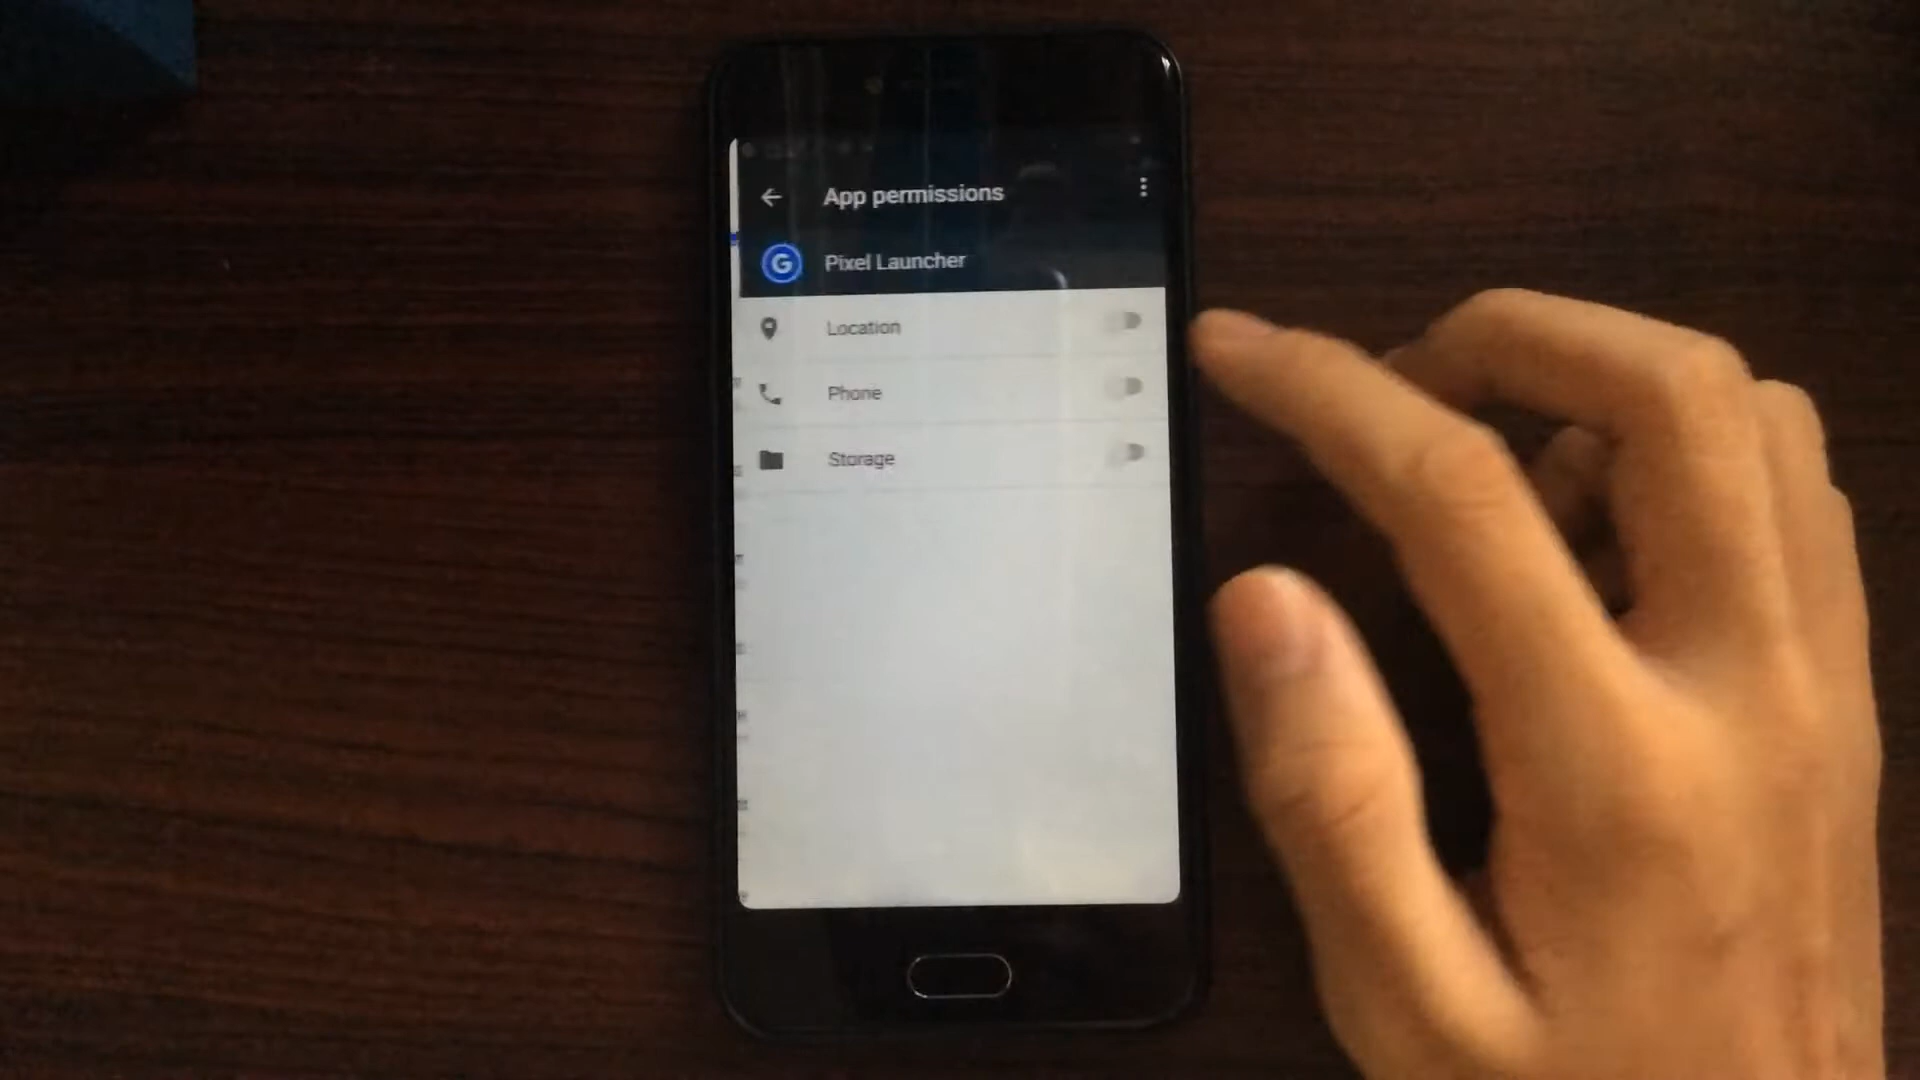 App permissions
G Pixel Launcher
Location
Phone
Storage